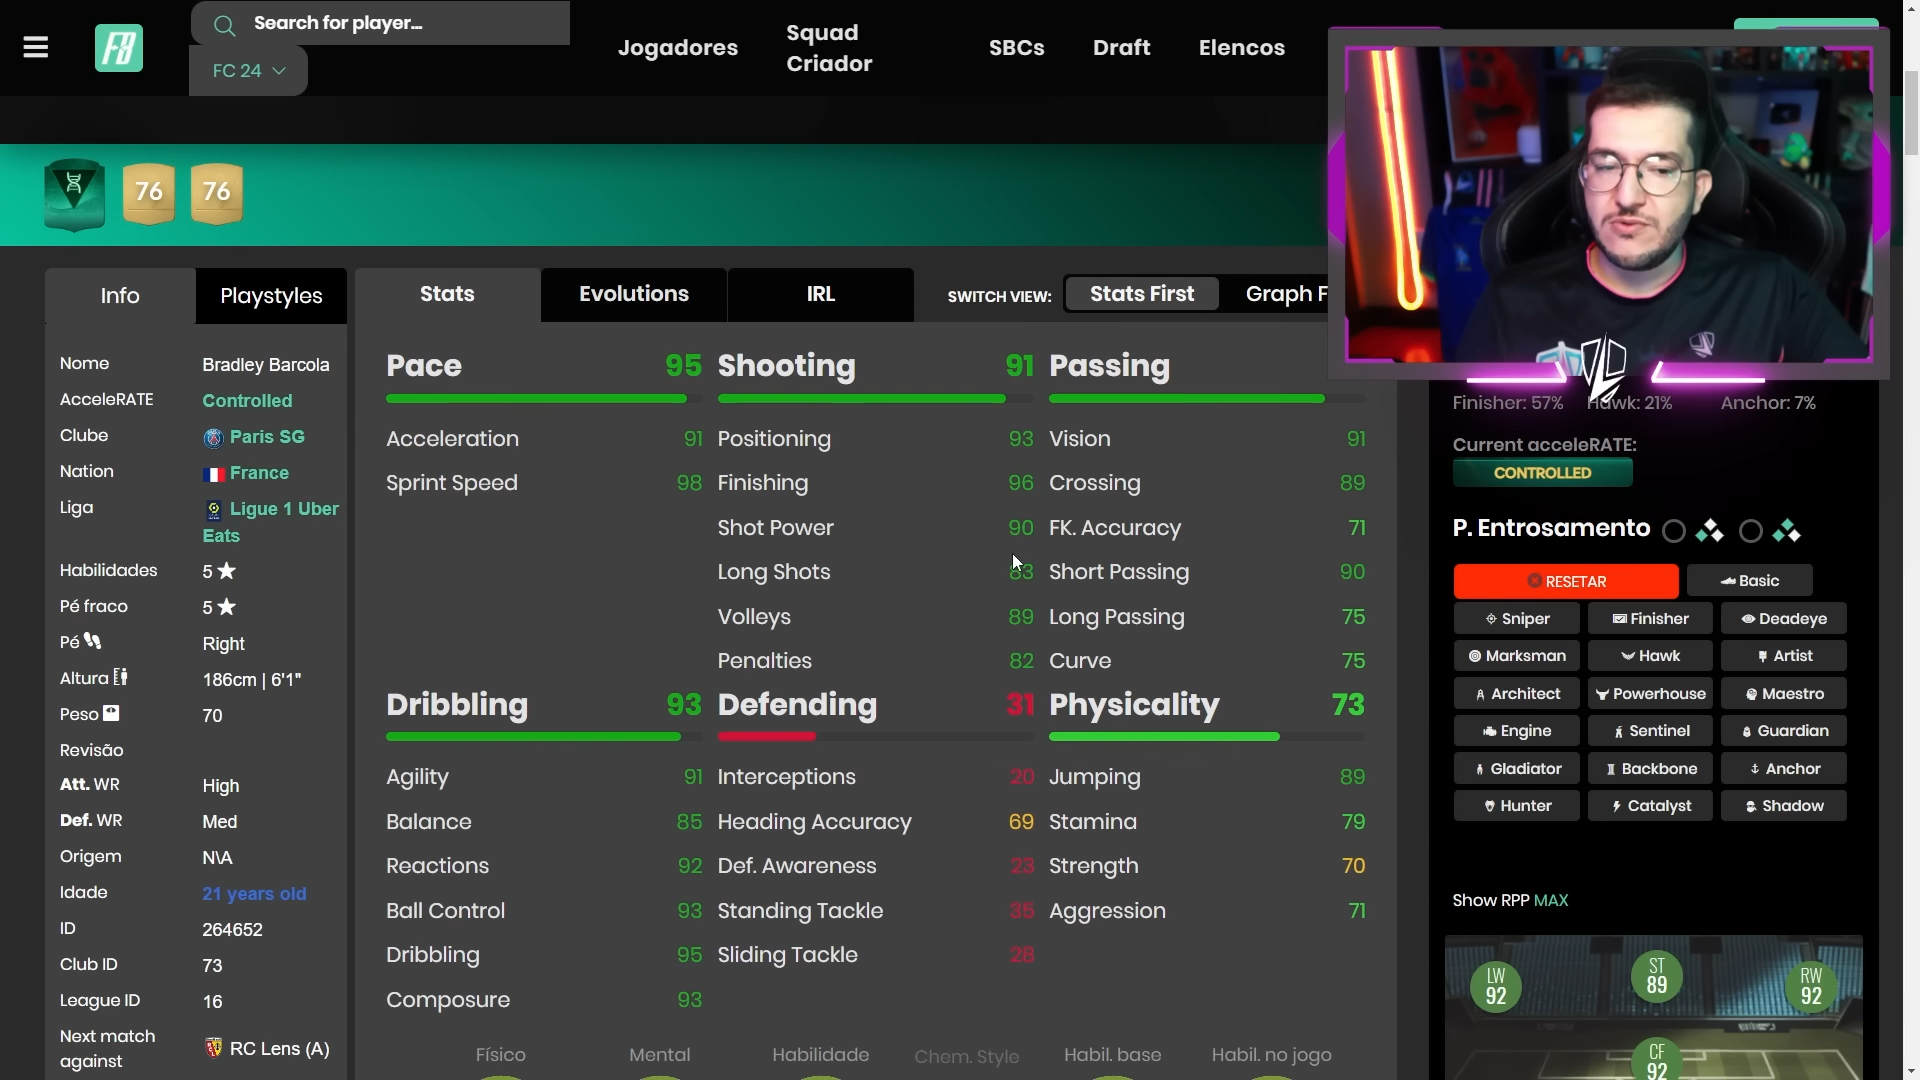 Search for player...
FC 24
Jogadores
Squad
Criador
SBCs
Draft
Elencos
76
76
Info
Playstyles
Nome
Bradley Barcola
AcceleRATE
Controlled
Clube
Paris SG
Nation
France
Liga
Ligue 1 Uber
Eats
Habilidades
5
Pé fraco
5
Pé
Right
Altura
186cm | 6'1"
Peso
70
Revisão
Att. WR
High
Def. WR
Med
Origem
N\A
Idade
21 years old
ID
264652
Club ID
73
League ID
16
Next match
against
RC Lens (A)
Stats
Evolutions
IRL
SWITCH VIEW:
Stats First
Graph F
Pace 95
Acceleration 91
Sprint Speed 98
Shooting 91
Positioning 93
Finishing 96
Shot Power 90
Long Shots 83
Volleys 89
Penalties 82
Passing
Vision 91
Crossing 89
FK. Accuracy 71
Short Passing 90
Long Passing 75
Curve 75
Dribbling 93
Agility 91
Balance 85
Reactions 92
Ball Control 93
Dribbling 95
Composure 93
Defending 31
Interceptions 20
Heading Accuracy 69
Def. Awareness 23
Standing Tackle 35
Sliding Tackle 28
Physicality 73
Jumping 89
Stamina 79
Strength 70
Aggression 71
Físico
Mental
Habilidade
Chem. Style
Habil. base
Habil. no jogo
Finisher: 57%
Hawk: 21%
Anchor: 7%
Current acceleRATE:
CONTROLLED
P. Entrosamento
RESETAR
Basic
Sniper
Finisher
Deadeye
Marksman
Hawk
Artist
Architect
Powerhouse
Maestro
Engine
Sentinel
Guardian
Gladiator
Backbone
Anchor
Hunter
Catalyst
Shadow
Show RPP MAX
LW
92
ST
89
RW
92
CF
92